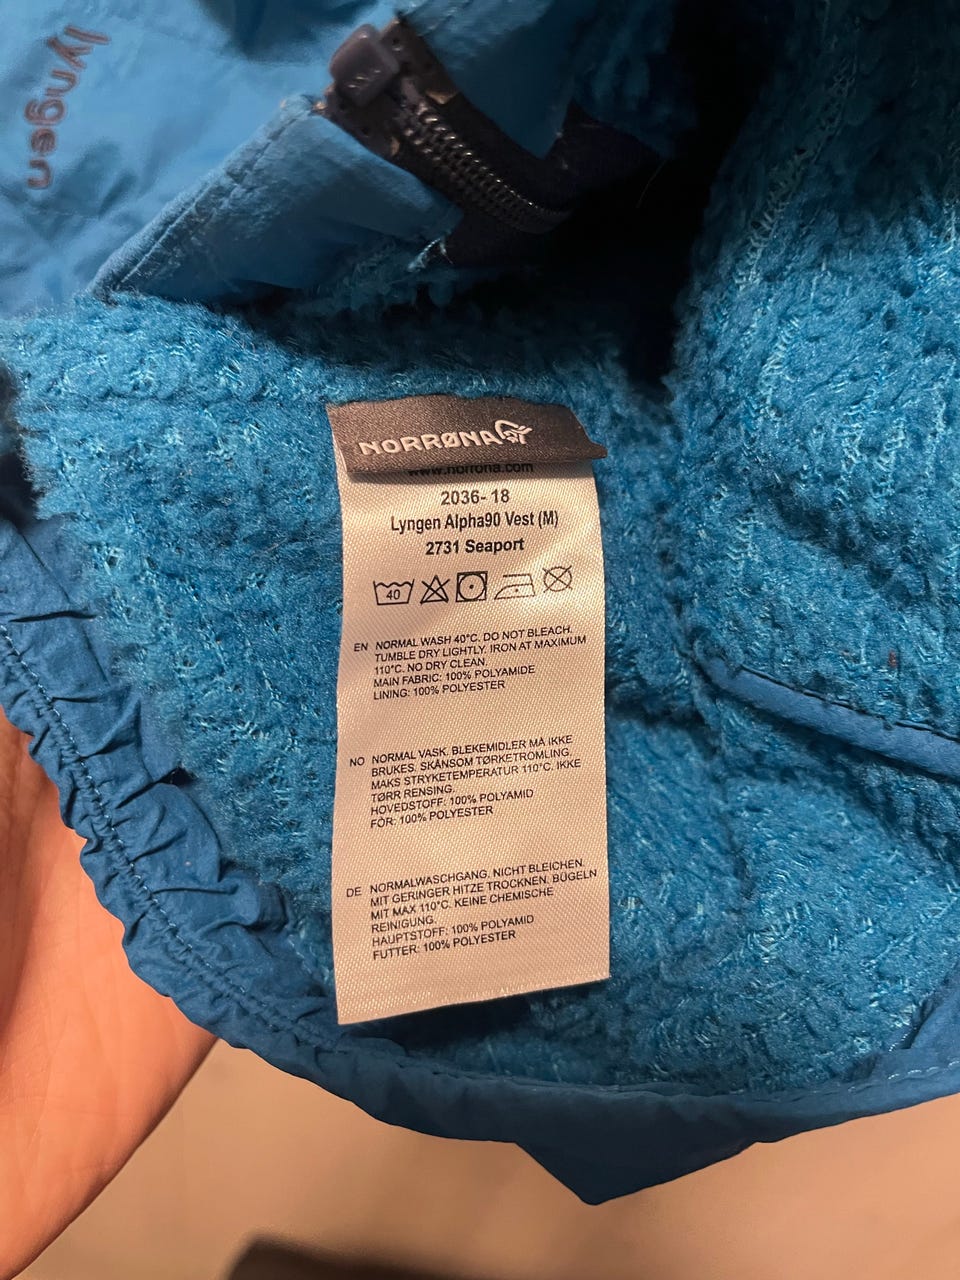 lyngen
NORRØNA
www.norrona.com
2036- 18
Lyngen Alpha90 Vest (M)
2731 Seaport
40
EN NORMAL WASH 40°C. DO NOT BLEACH.
TUMBLE DRY LIGHTLY. IRON AT MAXIMUM
110°C. NO DRY CLEAN.
MAIN FABRIC: 100% POLYAMIDE
LINING: 100% POLYESTER
NO NORMAL VASK. BLEKEMIDLER MÅ IKKE
BRUKES. SKÅNSOM TØRKETROMLING.
MAKS STRYKETEMPERATUR 110°C. IKKE
TØRR RENSING.
HOVEDSTOFF: 100% POLYAMID
FÔR: 100% POLYESTER
DE NORMALWASCHGANG. NICHT BLEICHEN.
MIT GERINGER HITZE TROCKNEN. BÜGELN
MIT MAX 110°C. KEINE CHEMISCHE
REINIGUNG.
HAUPTSTOFF: 100% POLYAMID
FUTTER: 100% POLYESTER